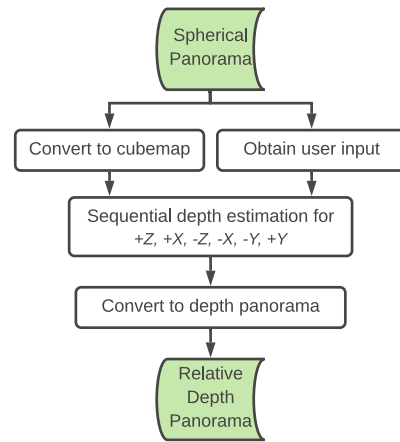 Spherical
Panorama
Convert to cubemap
Obtain user input
Sequential depth estimation for
+Z, +X, -Z, -X, -Y, +Y
Convert to depth panorama
Relative
Depth
Panorama